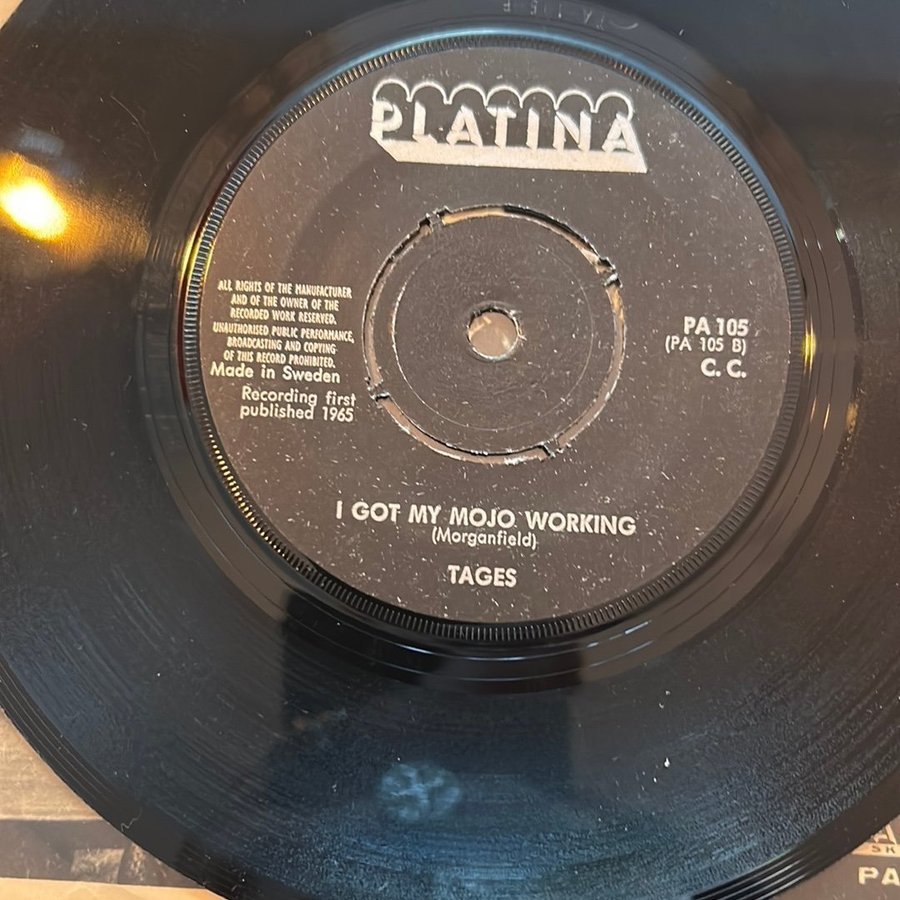 PLATINA
ALL RIGHTS OF THE MANUFACTURER
AND OF THE OWNER OF THE
RECORDED WORK RESERVED.
UNAUTHORISED PUBLIC PERFORMANCE,
BROADCASTING AND COPYING
OF THIS RECORD PROHIBITED.
Made in Sweden
Recording first
published 1965
PA 105
(PA 105 B)
C. C.
I GOT MY MOJO WORKING
(Morganfield)
TAGES
PA